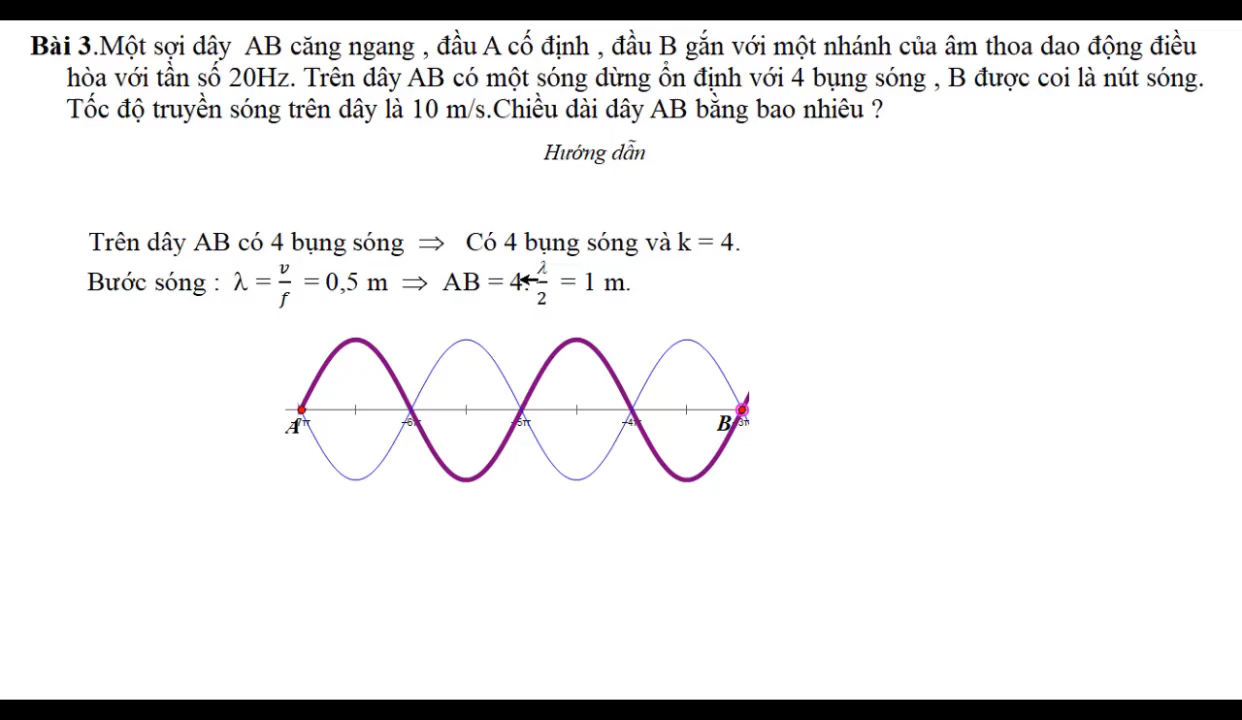 Bài 3.Một sợi dây AB căng ngang , đầu A cố định , đầu B gắn với một nhánh của âm thoa dao động điều
hòa với tần số 20Hz. Trên dây AB có một sóng dừng ổn định với 4 bụng sóng , B được coi là nút sóng.
Tốc độ truyền sóng trên dây là 10 m/s.Chiều dài dây AB bằng bao nhiêu ?
Hướng dẫn
Trên dây AB có 4 bụng sóng ⇒ Có 4 bụng sóng và k = 4.
Bước sóng : λ = v/f = 0,5 m ⇒ AB = 4. λ/2 = 1 m.
A -6π -5π -4π B